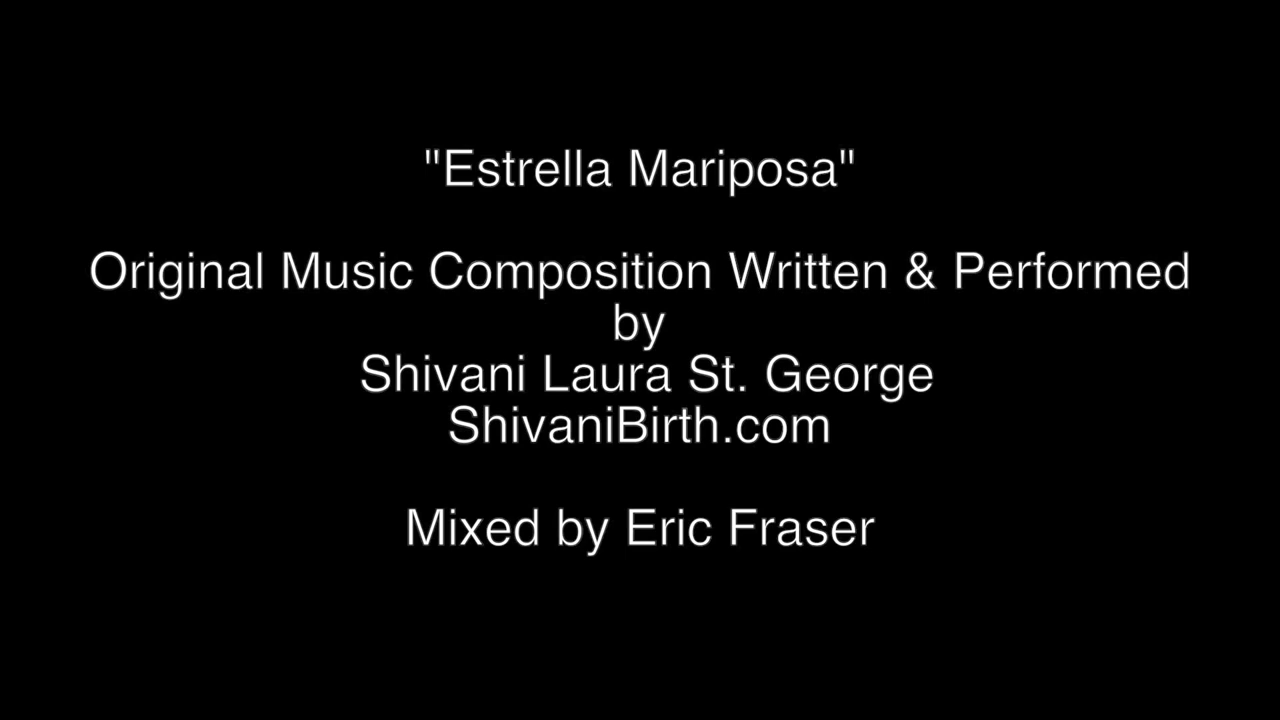 "Estrella Mariposa"
Original Music Composition Written & Performed
by
Shivani Laura St. George
ShivaniBirth.com
Mixed by Eric Fraser